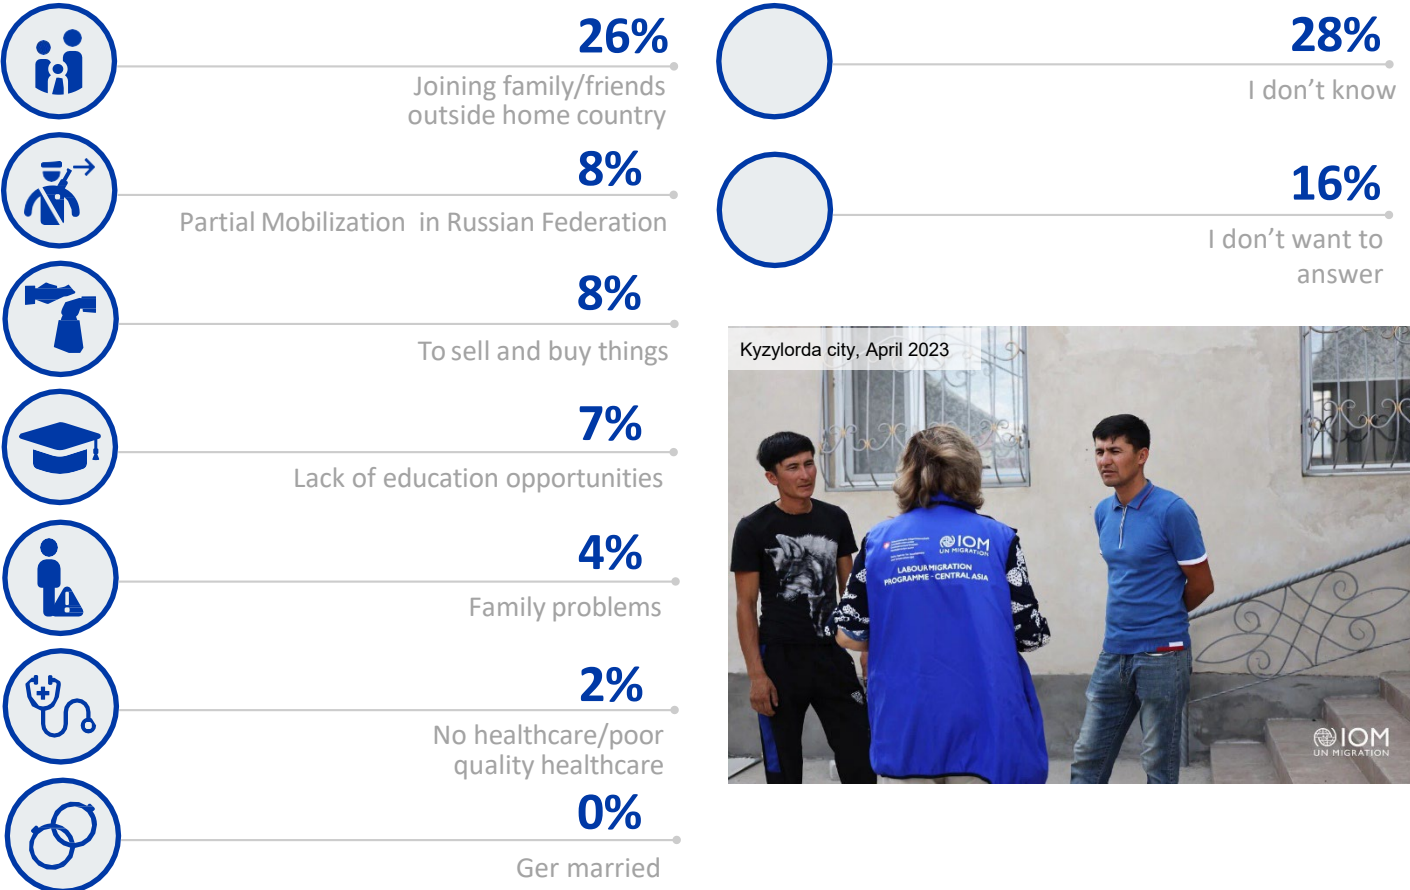 26%
Joining family/friends
outside home country
8%
Partial Mobilization in Russian Federation
8%
To sell and buy things
7%
Lack of education opportunities
4%
Family problems
2%
No healthcare/poor
quality healthcare
0%
Ger married
28%
I don't know
16%
I don't want to
answer
Kyzylorda city, April 2023
IOM
UN MIGRATION
LABOUR MIGRATION
PROGRAMME - CENTRAL ASIA
IOM
UN MIGRATION